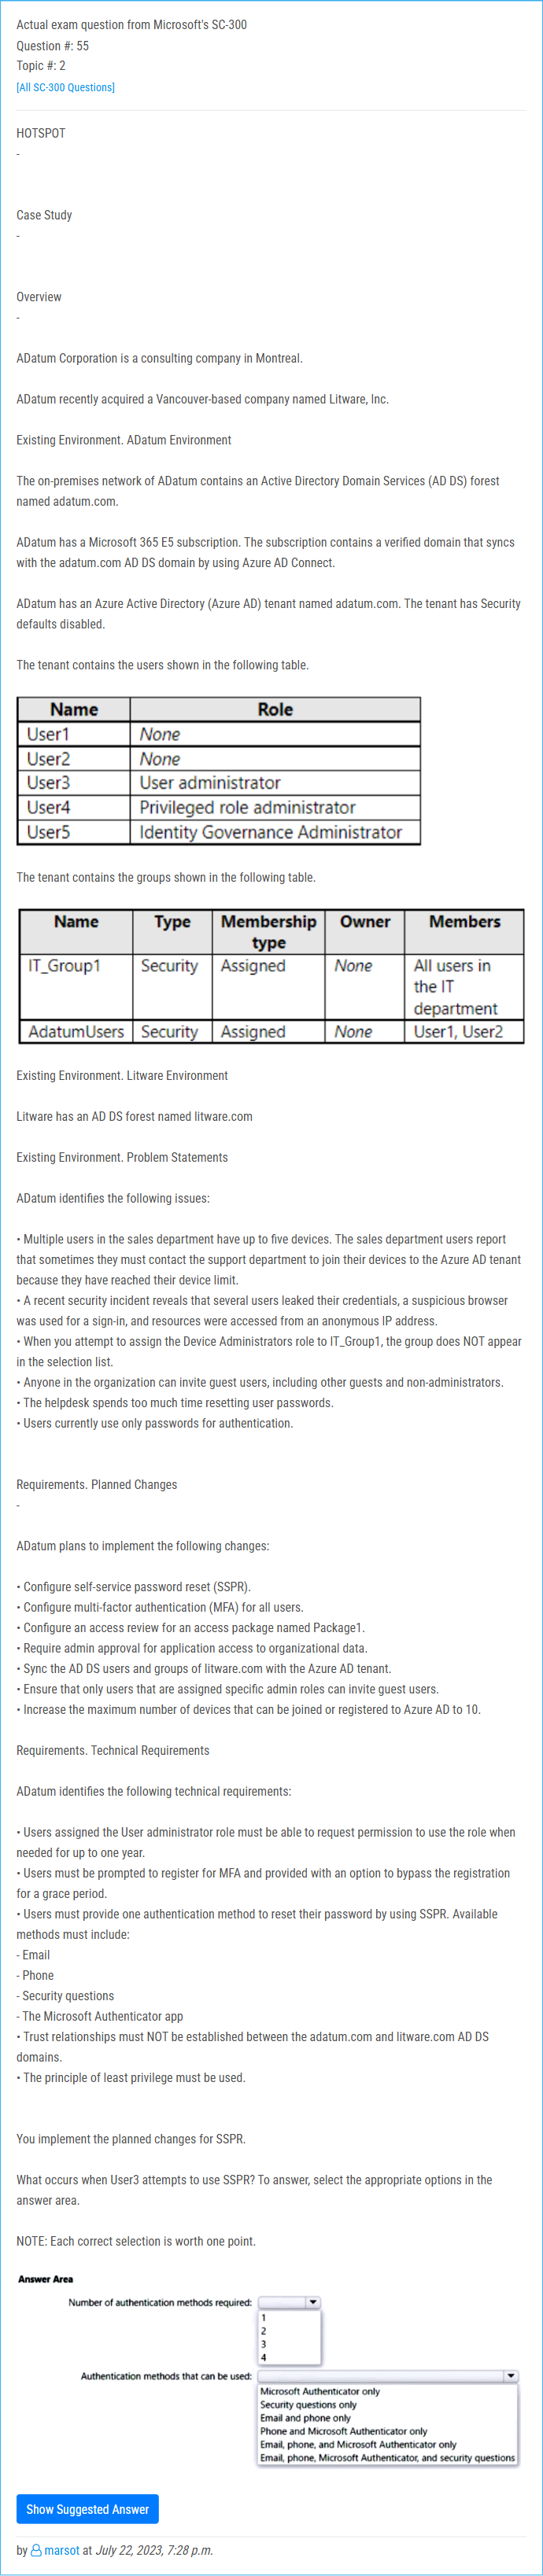 Actual exam question from Microsoft's SC-300
Question #: 55
Topic #: 2
[All SC-300 Questions]
HOTSPOT
-
Case Study
-
Overview
-
ADatum Corporation is a consulting company in Montreal.
ADatum recently acquired a Vancouver-based company named Litware, Inc.
Existing Environment. ADatum Environment
The on-premises network of ADatum contains an Active Directory Domain Services (AD DS) forest
named adatum.com.
ADatum has a Microsoft 365 E5 subscription. The subscription contains a verified domain that syncs
with the adatum.com AD DS domain by using Azure AD Connect.
ADatum has an Azure Active Directory (Azure AD) tenant named adatum.com. The tenant has Security
defaults disabled.
The tenant contains the users shown in the following table.
Name Role
User1 None
User2 None
User3 User administrator
User4 Privileged role administrator
User5 Identity Governance Administrator
The tenant contains the groups shown in the following table.
Name Type Membership type Owner Members
IT_Group1 Security Assigned None All users in
the IT
department
AdatumUsers Security Assigned None User1, User2
Existing Environment. Litware Environment
Litware has an AD DS forest named litware.com
Existing Environment. Problem Statements
ADatum identifies the following issues:
• Multiple users in the sales department have up to five devices. The sales department users report
that sometimes they must contact the support department to join their devices to the Azure AD tenant
because they have reached their device limit.
• A recent security incident reveals that several users leaked their credentials, a suspicious browser
was used for a sign-in, and resources were accessed from an anonymous IP address.
• When you attempt to assign the Device Administrators role to IT_Group1, the group does NOT appear
in the selection list.
• Anyone in the organization can invite guest users, including other guests and non-administrators.
• The helpdesk spends too much time resetting user passwords.
• Users currently use only passwords for authentication.
Requirements. Planned Changes
-
ADatum plans to implement the following changes:
• Configure self-service password reset (SSPR).
• Configure multi-factor authentication (MFA) for all users.
• Configure an access review for an access package named Package1.
• Require admin approval for application access to organizational data.
• Sync the AD DS users and groups of litware.com with the Azure AD tenant.
• Ensure that only users that are assigned specific admin roles can invite guest users.
• Increase the maximum number of devices that can be joined or registered to Azure AD to 10.
Requirements. Technical Requirements
ADatum identifies the following technical requirements:
• Users assigned the User administrator role must be able to request permission to use the role when
needed for up to one year.
• Users must be prompted to register for MFA and provided with an option to bypass the registration
for a grace period.
• Users must provide one authentication method to reset their password by using SSPR. Available
methods must include:
- Email
- Phone
- Security questions
- The Microsoft Authenticator app
• Trust relationships must NOT be established between the adatum.com and litware.com AD DS
domains.
• The principle of least privilege must be used.
You implement the planned changes for SSPR.
What occurs when User3 attempts to use SSPR? To answer, select the appropriate options in the
answer area.
NOTE: Each correct selection is worth one point.
Answer Area
Number of authentication methods required:
1
2
3
4
Authentication methods that can be used:
Microsoft Authenticator only
Security questions only
Email and phone only
Phone and Microsoft Authenticator only
Email, phone, and Microsoft Authenticator only
Email, phone, Microsoft Authenticator, and security questions
Show Suggested Answer
by marsot at July 22, 2023, 7:28 p.m.